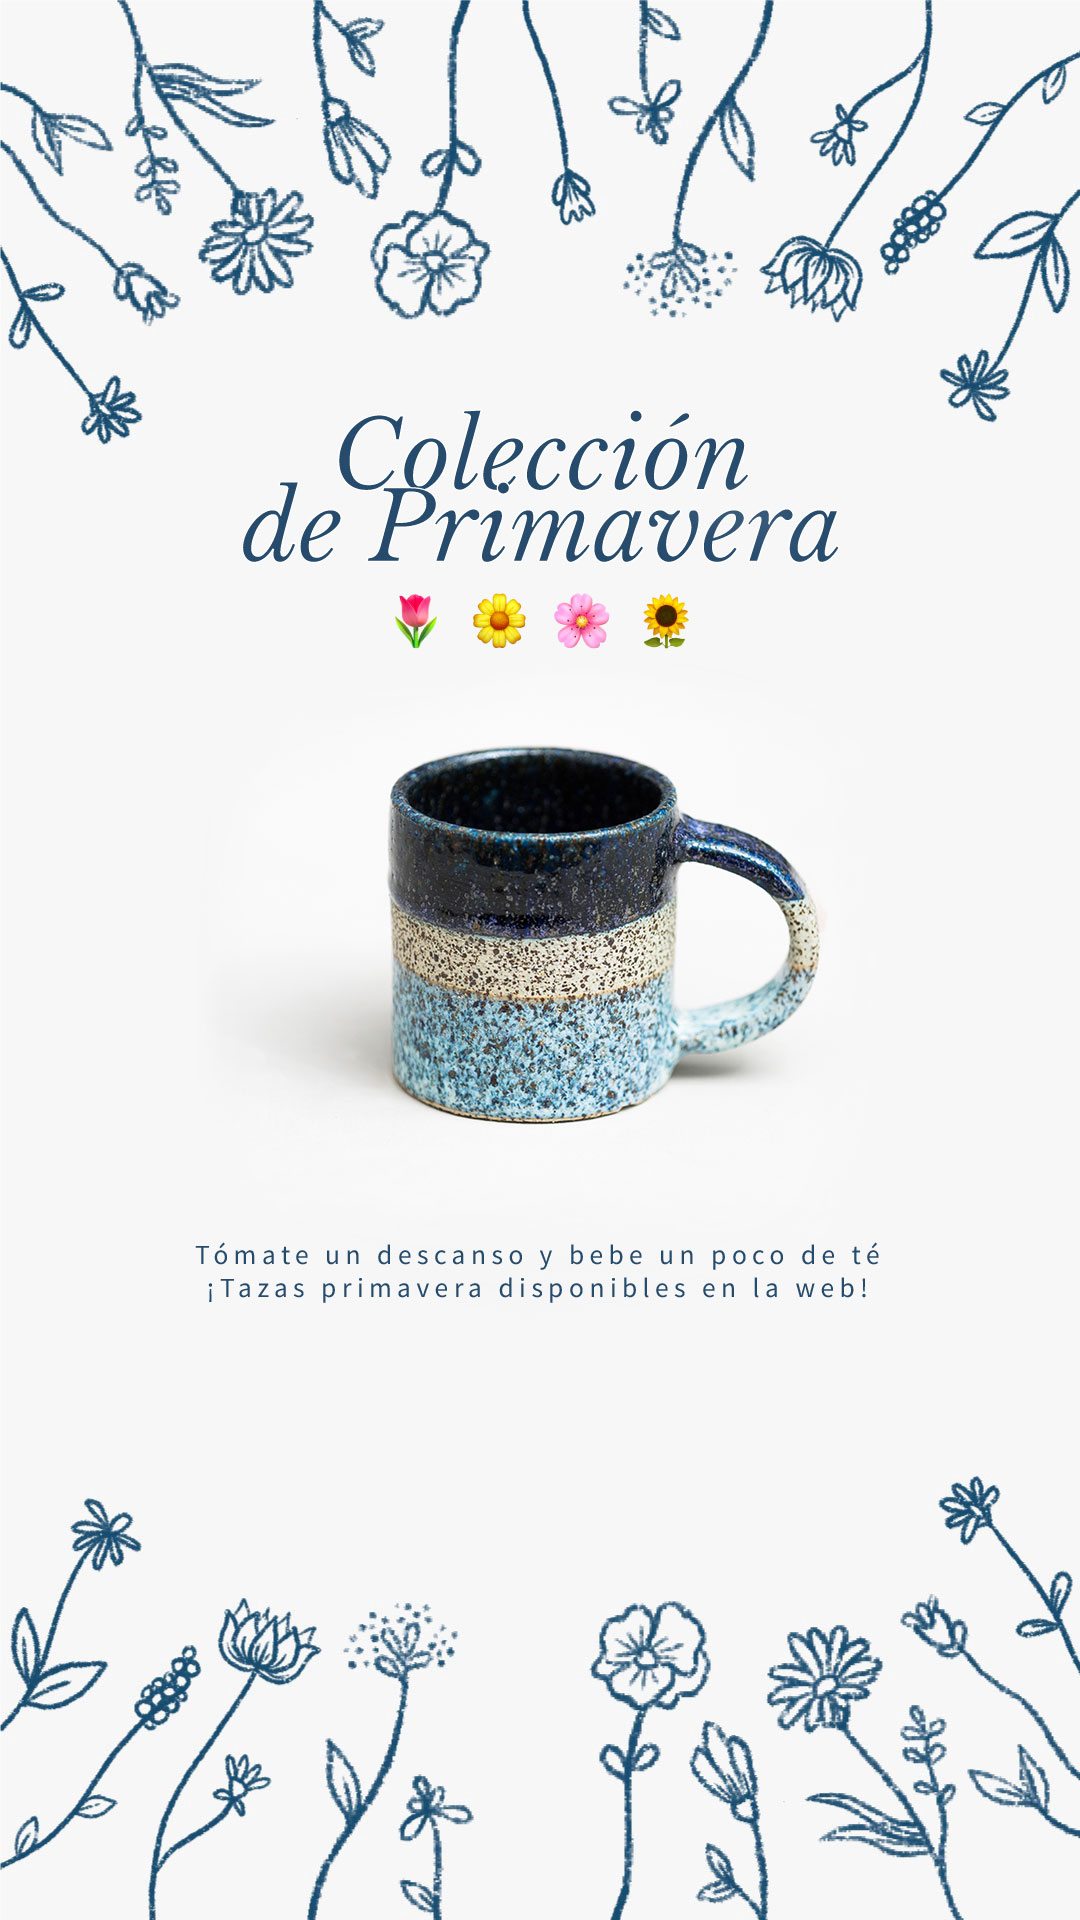 Colección
de Primavera
🌷 🌼 🌸 🌻
Tómate un descanso y bebe un poco de té
¡Tazas primavera disponibles en la web!